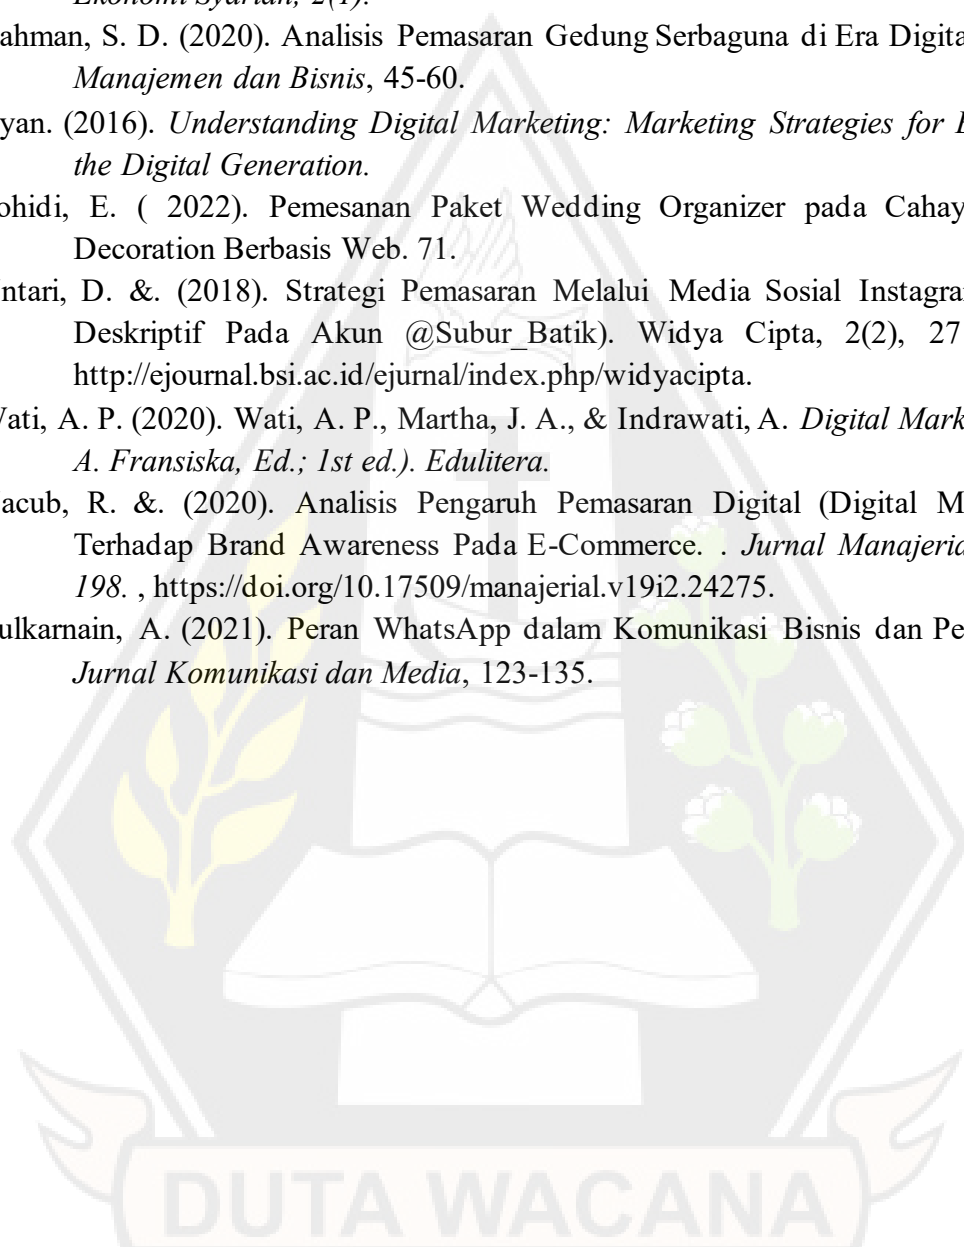 Ekonomi Syariah, 2(1).
ahman, S. D. (2020). Analisis Pemasaran Gedung Serbaguna di Era Digita
Manajemen dan Bisnis, 45-60.
yan. (2016). Understanding Digital Marketing: Marketing Strategies for
the Digital Generation.
ohidi, E. ( 2022). Pemesanan Paket Wedding Organizer pada Cahay
Decoration Berbasis Web. 71.
ntari, D. &. (2018). Strategi Pemasaran Melalui Media Sosial Instagra
Deskriptif Pada Akun @Subur_Batik). Widya Cipta, 2(2), 27
http://ejournal.bsi.ac.id/ejurnal/index.php/widyacipta.
Wati, A. P. (2020). Wati, A. P., Martha, J. A., & Indrawati, A. Digital Mark
A. Fransiska, Ed.; 1st ed.). Edulitera.
acub, R. &. (2020). Analisis Pengaruh Pemasaran Digital (Digital M
Terhadap Brand Awareness Pada E-Commerce. . Jurnal Manajeria
198. , https://doi.org/10.17509/manajerial.v19i2.24275.
ulkarnain, A. (2021). Peran WhatsApp dalam Komunikasi Bisnis dan Pe
Jurnal Komunikasi dan Media, 123-135.
DUTA WACANA